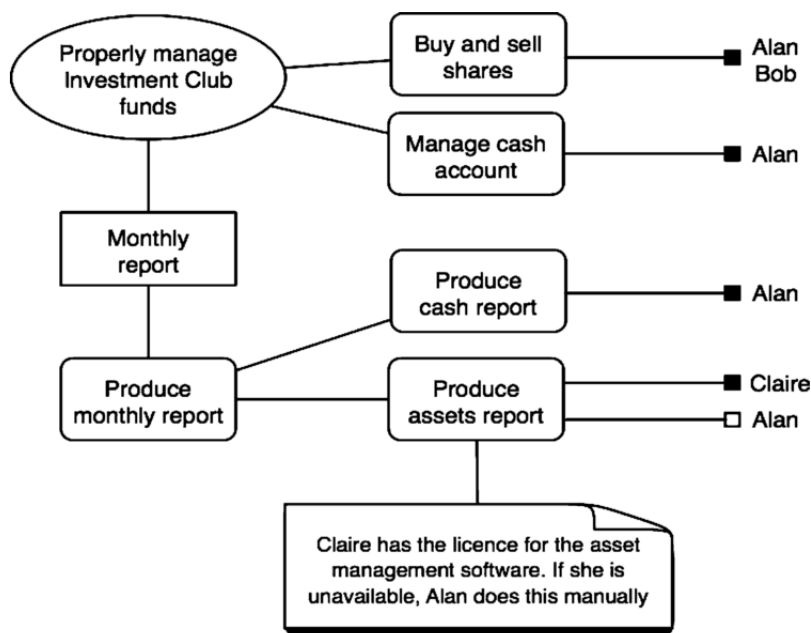 Properly manage
Investment Club
funds
Buy and sell
shares
Alan
Bob
Manage cash
account
Alan
Monthly
report
Produce
cash report
Alan
Produce
monthly report
Produce
assets report
Claire
Alan
Claire has the licence for the asset
management software. If she is
unavailable, Alan does this manually